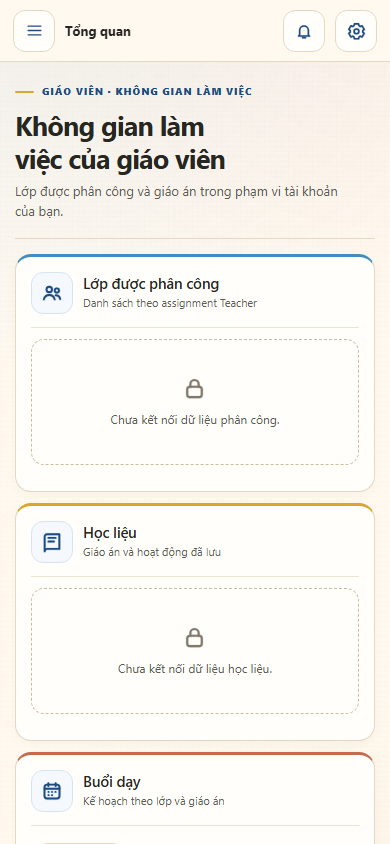 Tổng quan
GIÁO VIÊN · KHÔNG GIAN LÀM VIỆC
Không gian làm
việc của giáo viên
Lớp được phân công và giáo án trong phạm vi tài khoản
của bạn.
Lớp được phân công
Danh sách theo assignment Teacher
Chưa kết nối dữ liệu phân công.
Học liệu
Giáo án và hoạt động đã lưu
Chưa kết nối dữ liệu học liệu.
Buổi dạy
Kế hoạch theo lớp và giáo án